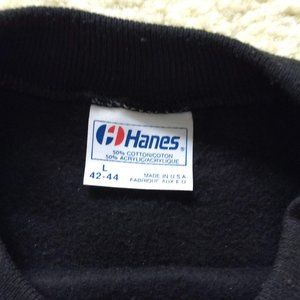 Hanes
50% COTTON/COTON
50% ACRYLIC/ACRYLIQUE
L
42-44
MADE IN U S A
FABRIQUE AUX E U